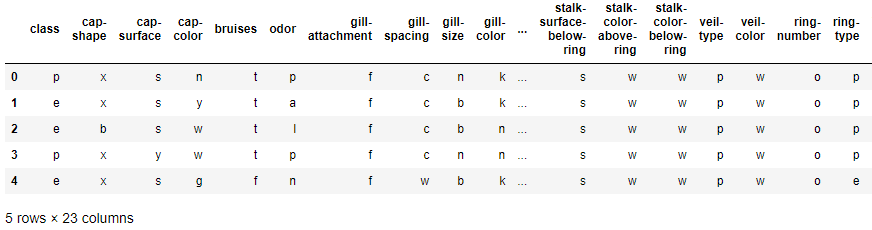 class cap-shape cap-surface cap-color bruises odor gill-attachment gill-spacing gill-size gill-color ... stalk-surface-below-ring stalk-color-above-ring stalk-color-below-ring veil-type veil-color ring-number ring-type
0 p x s n t p f c n k ... s w w p w o p
1 e x s y t a f c b k ... s w w p w o p
2 e b s w t l f c b n ... s w w p w o p
3 p x y w t p f c n n ... s w w p w o p
4 e x s g f n f w b k ... s w w p w o e
5 rows × 23 columns